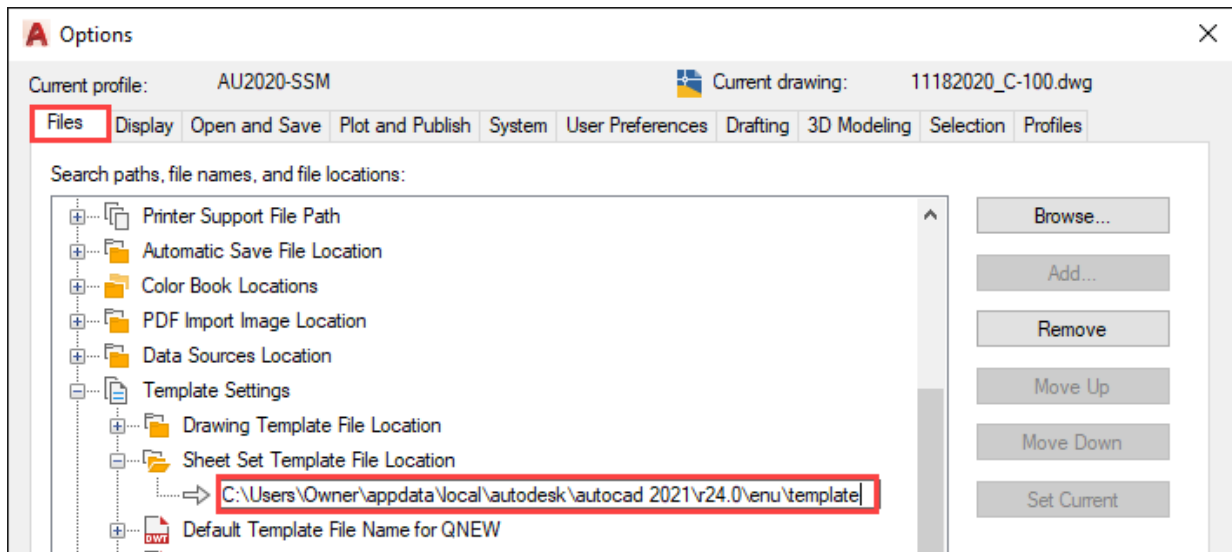 Options
Current profile: AU2020-SSM Current drawing: 11182020_C-100.dwg
Files Display Open and Save Plot and Publish System User Preferences Drafting 3D Modeling Selection Profiles
Search paths, file names, and file locations:
Printer Support File Path
Browse...
Automatic Save File Location
Add...
Color Book Locations
PDF Import Image Location
Remove
Data Sources Location
Template Settings
Move Up
Drawing Template File Location
Move Down
Sheet Set Template File Location
C:\Users\Owner\appdata\local\autodesk\autocad 2021\r24.0\enu\template
Set Current
DWT Default Template File Name for QNEW